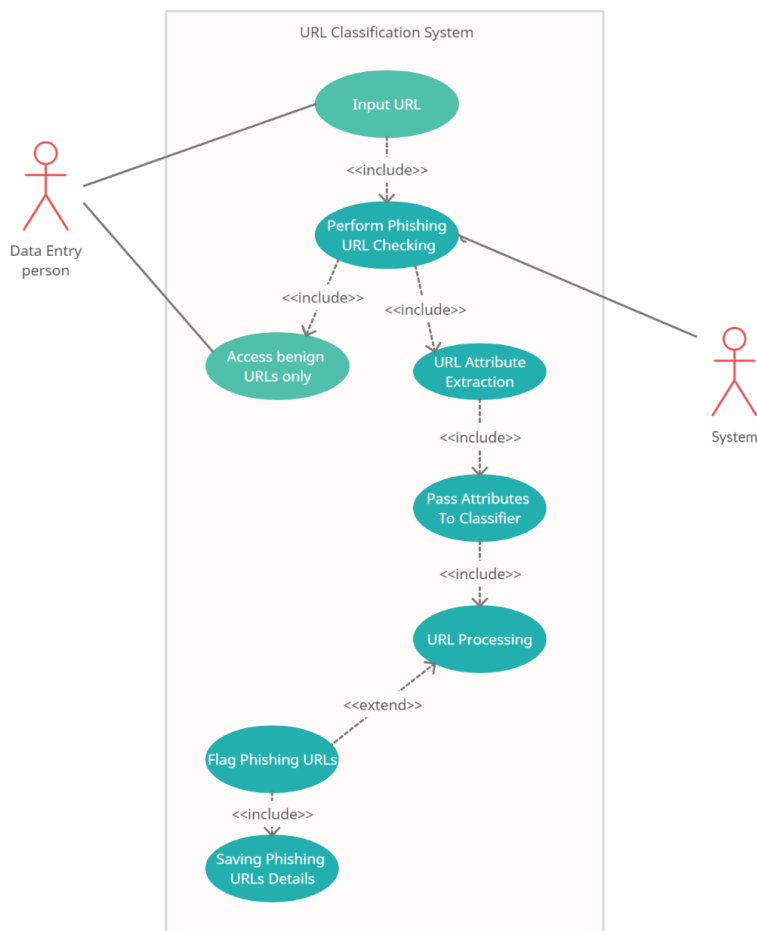 URL Classification System
Input URL
<<include>>
Data Entry
person
Perform Phishing
URL Checking
<<include>>
<<include>>
Access benign
URLs only
URL Attribute
Extraction
System
<<include>>
Pass Attributes
To Classifier
<<include>>
URL Processing
<<extend>>
Flag Phishing URLs
<<include>>
Saving Phishing
URLs Details